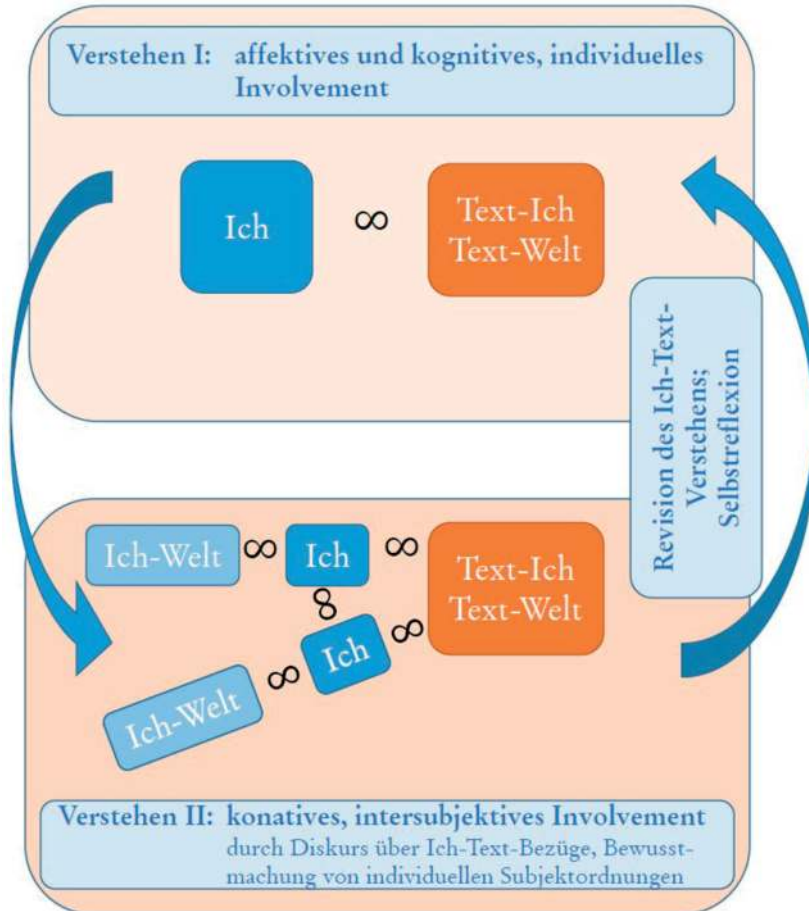 Verstehen I: affektives und kognitives, individuelles
Involvement
Ich
∞
Text-Ich
Text-Welt
Revision des Ich-Text-
Verstehens;
Selbstreflexion
Ich-Welt
∞
Ich
∞
Text-Ich
Text-Welt
∞
Ich-Welt
∞
Ich
∞
Verstehen II: konatives, intersubjektives Involvement
durch Diskurs über Ich-Text-Bezüge, Bewusst-
machung von individuellen Subjektordnungen